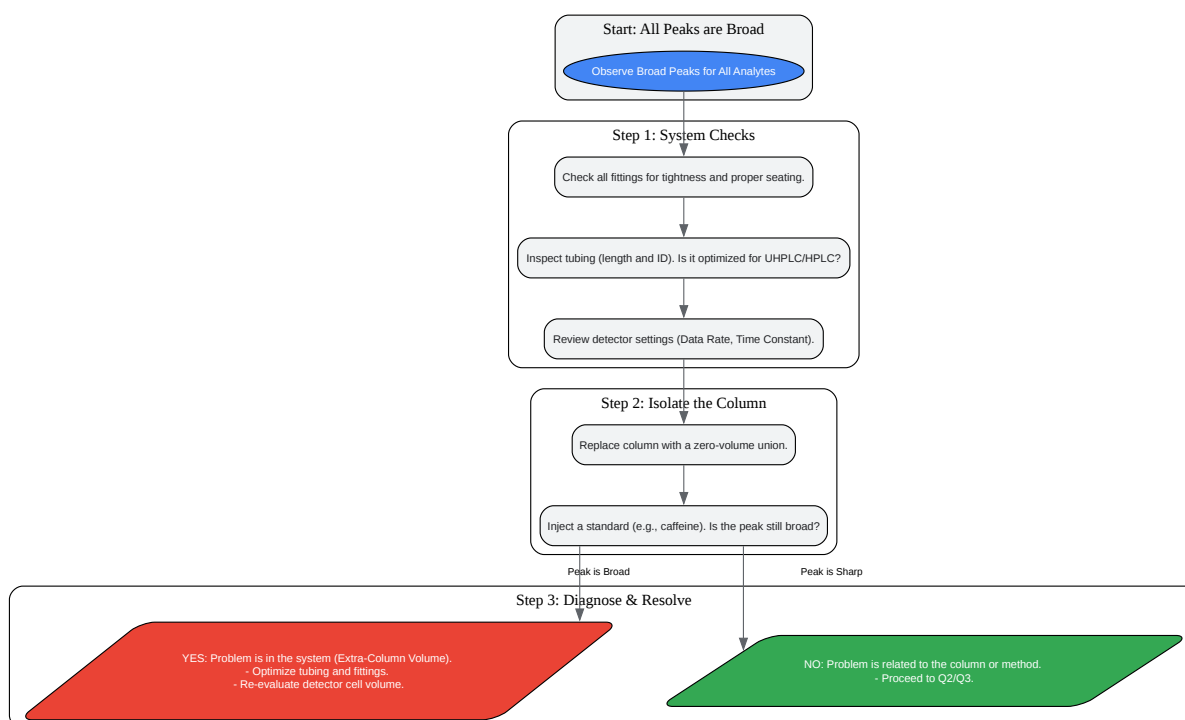 Start: All Peaks are Broad
Observe Broad Peaks for All Analytes
Step 1: System Checks
Check all fittings for tightness and proper seating.
Inspect tubing (length and ID). Is it optimized for UHPLC/HPLC?
Review detector settings (Data Rate, Time Constant).
Step 2: Isolate the Column
Replace column with a zero-volume union.
Inject a standard (e.g., caffeine). Is the peak still broad?
Peak is Broad
Peak is Sharp
Step 3: Diagnose & Resolve
YES: Problem is in the system (Extra-Column Volume).
- Optimize tubing and fittings.
- Re-evaluate detector cell volume.
NO: Problem is related to the column or method.
- Proceed to Q2/Q3.